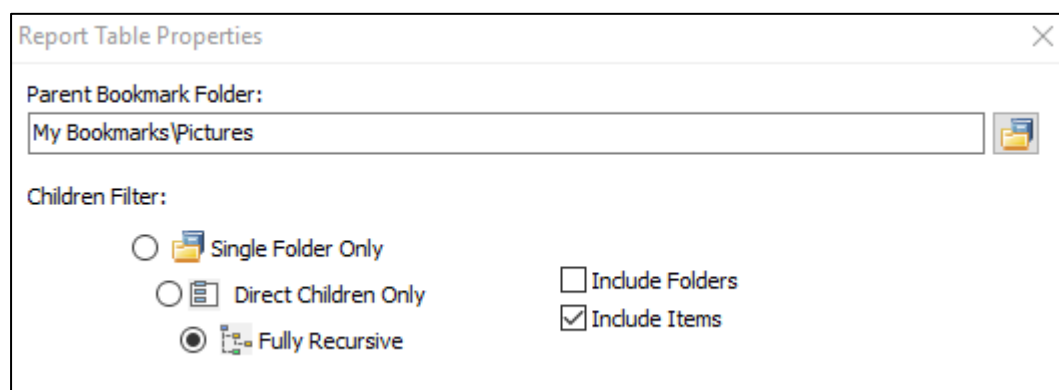 Report Table Properties
Parent Bookmark Folder:
My Bookmarks\Pictures
Children Filter:
Single Folder Only
Direct Children Only
Fully Recursive
Include Folders
Include Items